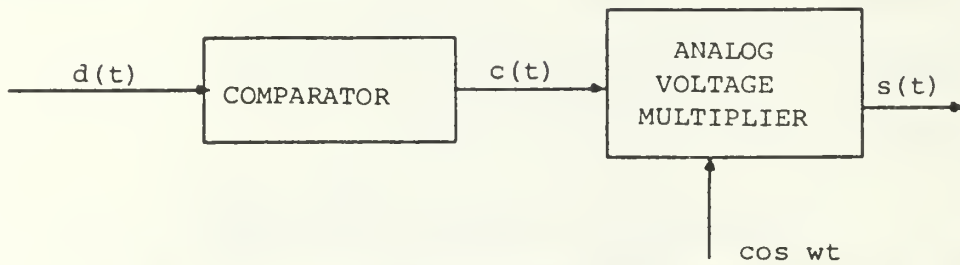 d(t)
COMPARATOR
c(t)
ANALOG
VOLTAGE
MULTIPLIER
s(t)
cos wt